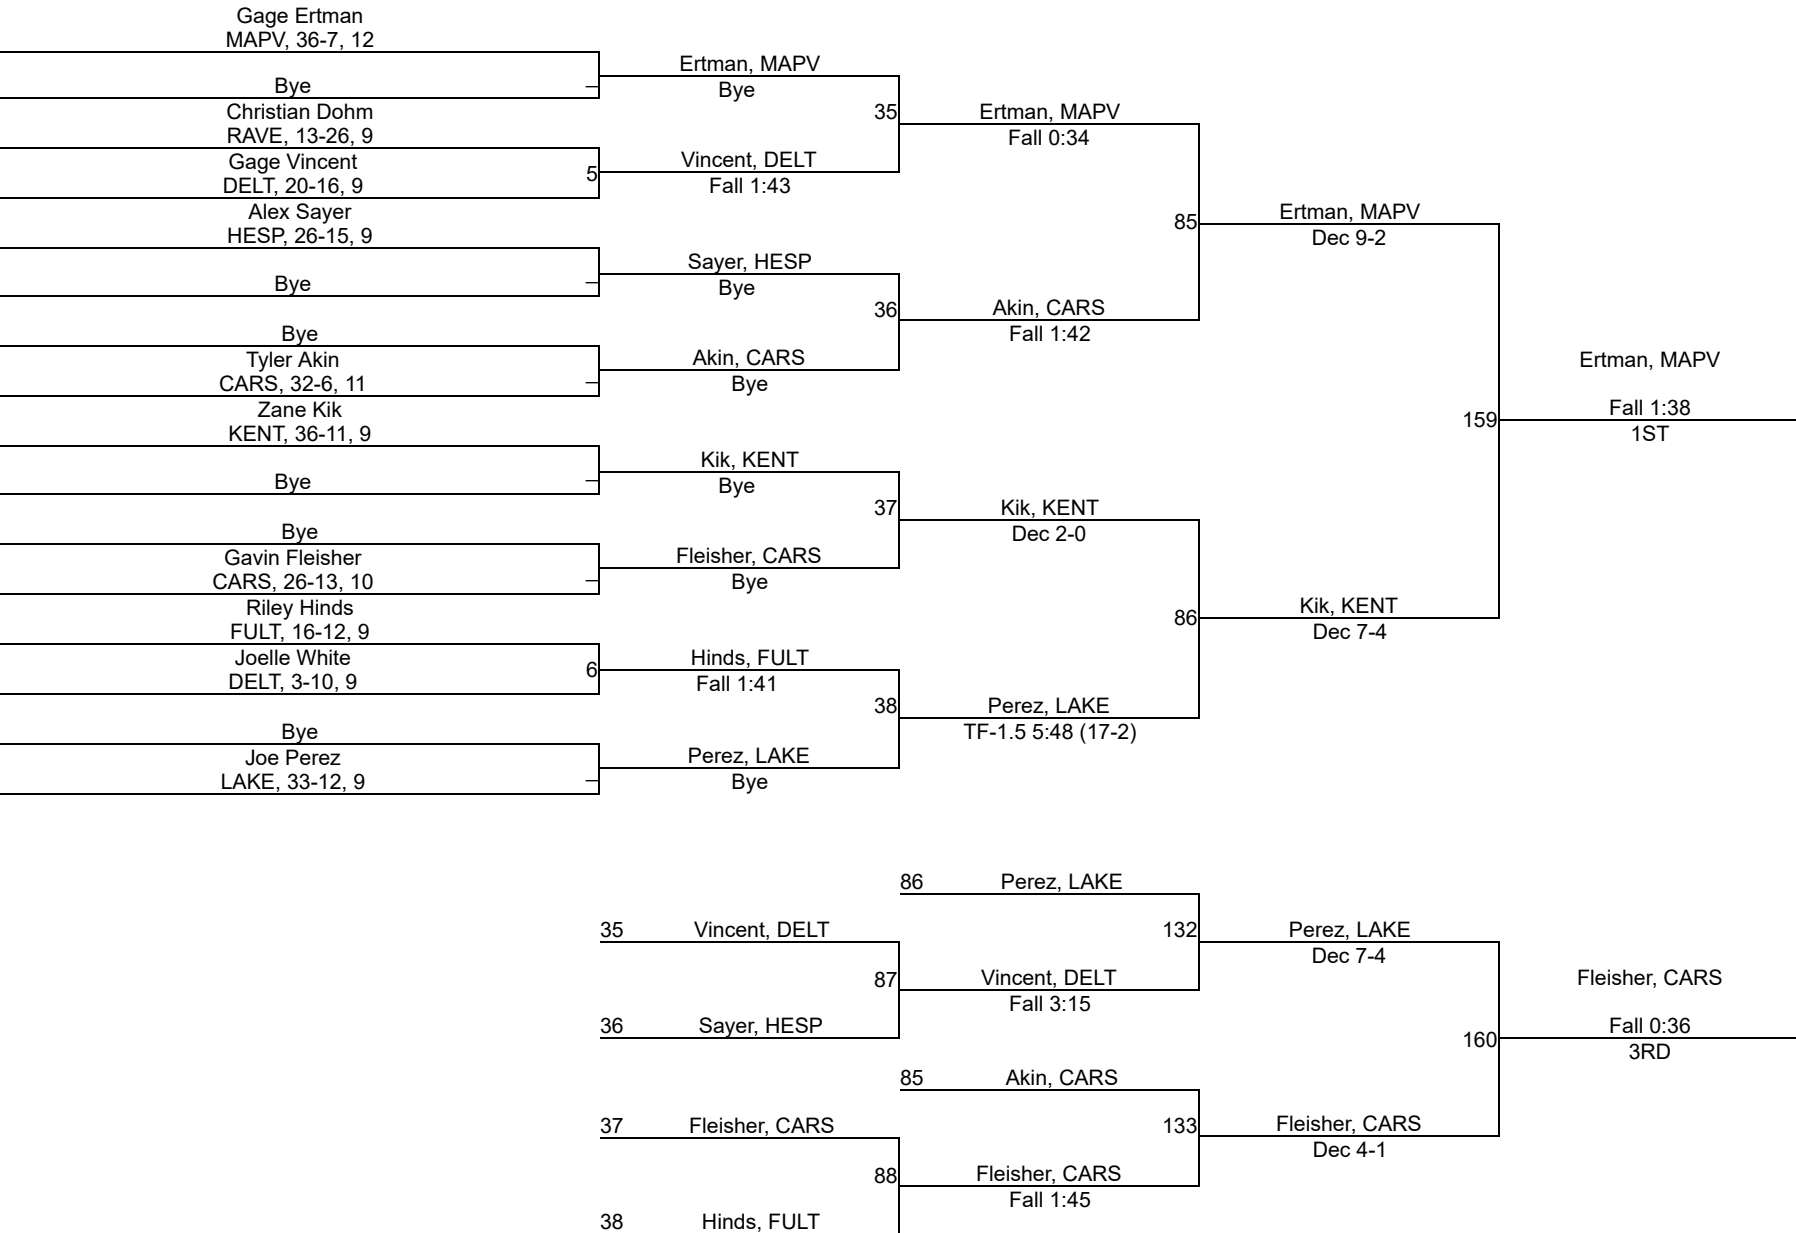 Gage Ertman
MAPV, 36-7, 12
Bye
Christian Dohm
RAVE, 13-26, 9
Gage Vincent
DELT, 20-16, 9
5
Alex Sayer
HESP, 26-15, 9
Bye
Bye
Tyler Akin
CARS, 32-6, 11
Zane Kik
KENT, 36-11, 9
Bye
Bye
Gavin Fleisher
CARS, 26-13, 10
Riley Hinds
FULT, 16-12, 9
Joelle White
DELT, 3-10, 9
6
Bye
Joe Perez
LAKE, 33-12, 9
Ertman, MAPV
Bye
35
Vincent, DELT
Fall 1:43
Sayer, HESP
Bye
36
Akin, CARS
Bye
Kik, KENT
Bye
37
Fleisher, CARS
Bye
Hinds, FULT
Fall 1:41
38
Perez, LAKE
Bye
Ertman, MAPV
Fall 0:34
85
Akin, CARS
Fall 1:42
Kik, KENT
Dec 2-0
86
Perez, LAKE
TF-1.5 5:48 (17-2)
Ertman, MAPV
Dec 9-2
159
Kik, KENT
Dec 7-4
Ertman, MAPV
Fall 1:38
1ST
86 Perez, LAKE
35 Vincent, DELT
87
36 Sayer, HESP
132
Vincent, DELT
Fall 3:15
85 Akin, CARS
37 Fleisher, CARS
88
38 Hinds, FULT
133
Fleisher, CARS
Fall 1:45
Perez, LAKE
Dec 7-4
160
Fleisher, CARS
Dec 4-1
Fleisher, CARS
Fall 0:36
3RD